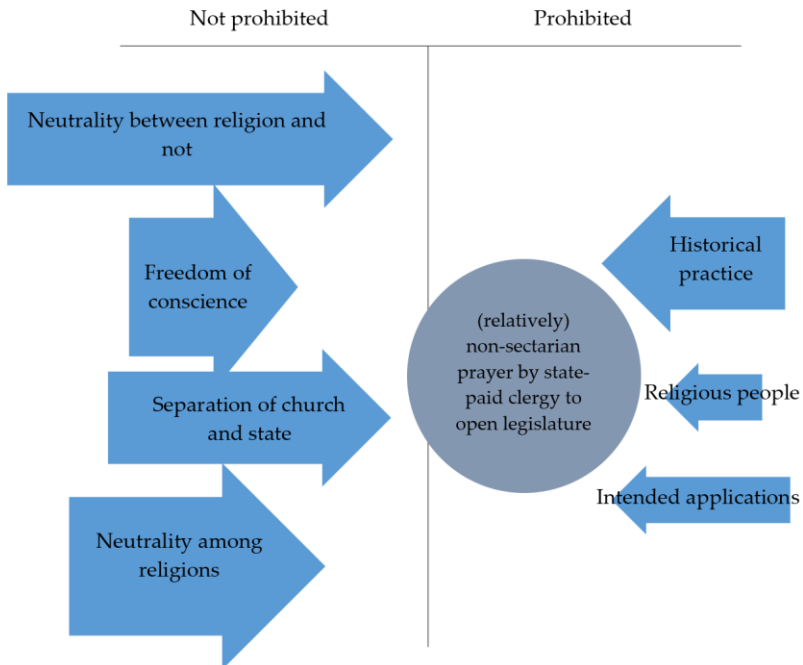 Not prohibited
Prohibited
Neutrality between religion and
not
Freedom of
conscience
Separation of church
and state
Neutrality among
religions
(relatively)
non-sectarian
prayer by state-
paid clergy to
open legislature
Historical
practice
Religious people
Intended applications